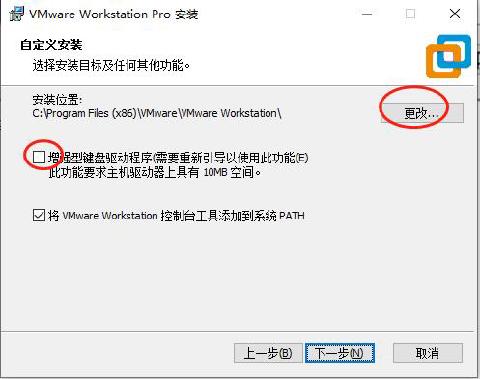 VMware Workstation Pro 安装
自定义安装
选择安装目标及任何其他功能。
安装位置:
C:\Program Files (x86)\VMware\VMware Workstation\
更改...
增强型键盘驱动程序(需要重新引导以使用此功能(E)
此功能要求主机驱动器上具有 10MB 空间。
将 VMware Workstation 控制台工具添加到系统 PATH
上一步(B)
下一步(N)
取消